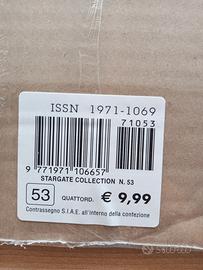 ISSN 1971-1069
71053
9 771971 106657
STARGATE COLLECTION N. 53
53
QUATTORD. € 9,99
Contrassegno S.I.A.E. all'interno della confezione
subito